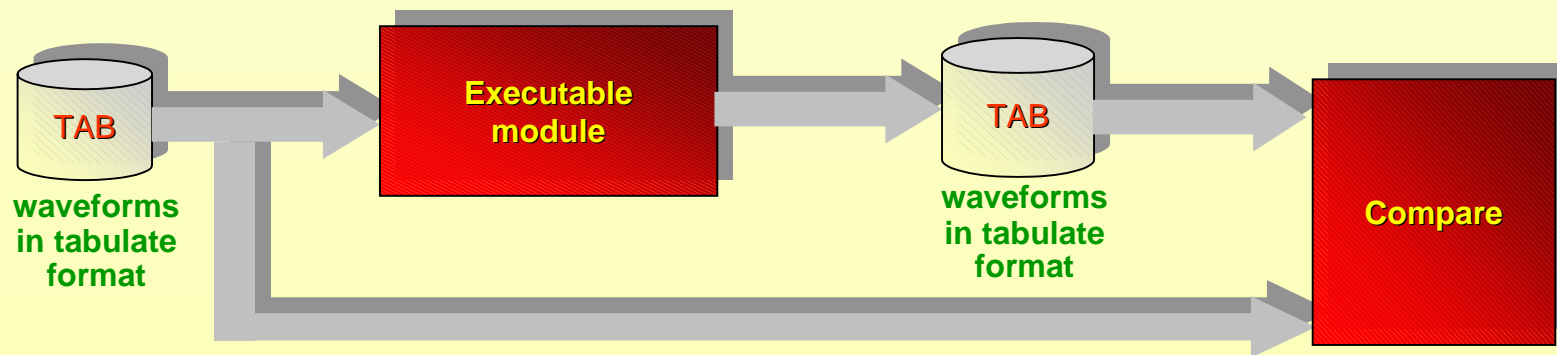 TAB
waveforms
in tabulate
format
Executable
module
TAB
waveforms
in tabulate
format
Compare